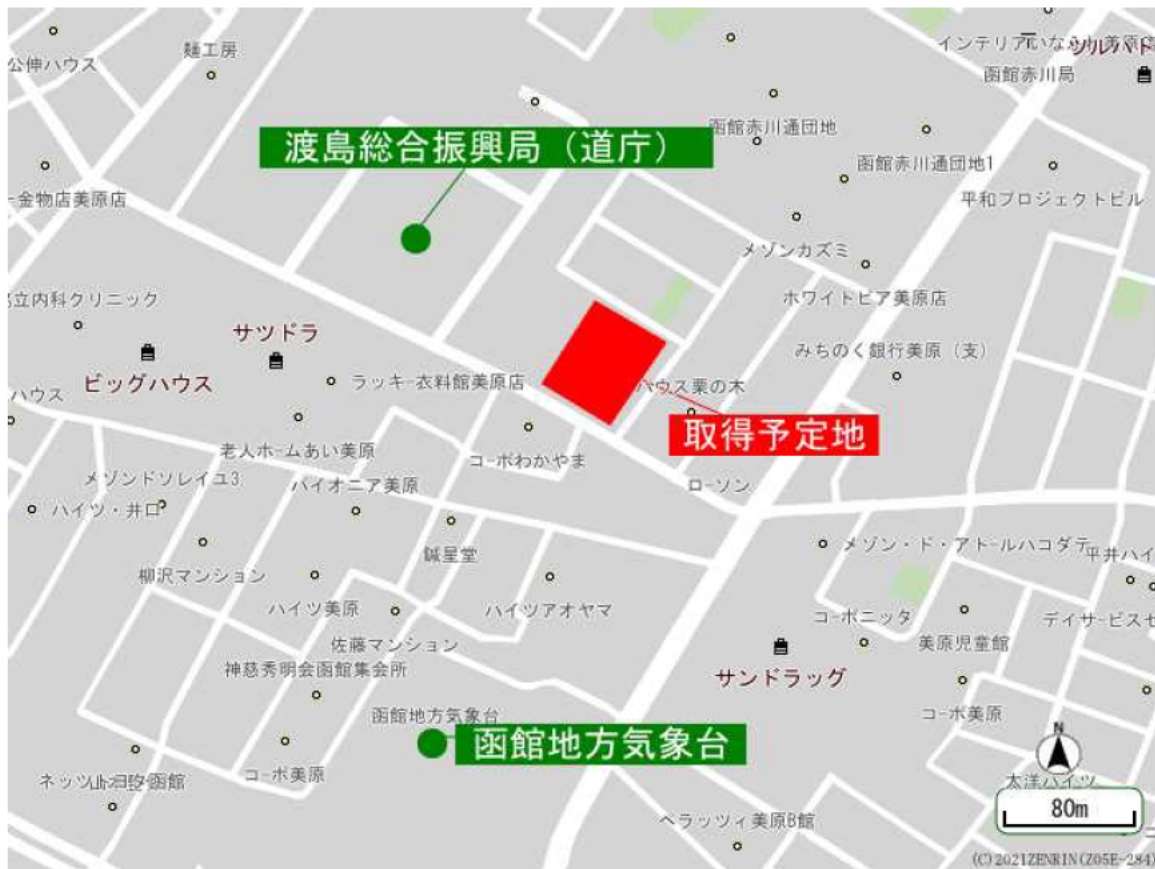 麺工房
公伸ハウス
函館赤川局
函館赤川通団地
渡島総合振興局（道庁）
函館赤川通団地1
ー金物店美原店
平和プロジェクトビル
メゾンカズミ
立内科クリニック
ホワイトピア美原店
サツドラ
みちのく銀行美原（支）
ビッグハウス
ラッキー衣料館美原店
ハウス栗の木
ハウス
取得予定地
老人ホームあい美原
コーポわかやま
メゾンドソレイユ3
ハイオニア美原
ローソン
ハイツ・井口
鍼星堂
メゾン・ド・アトールハコダテ
平井ハイ
柳沢マンション
ハイツ美原
ハイツアオヤマ
コーポニッタ
デイサービスセ
佐藤マンション
美原児童館
神慈秀明会函館集会所
サンドラッグ
函館地方気象台
コーポ美原
函館地方気象台
N
コーポ美原
太洋ハイツ
80m
ベラッツィ美原B館
(C)2021ZENRIN(Z05E-284)